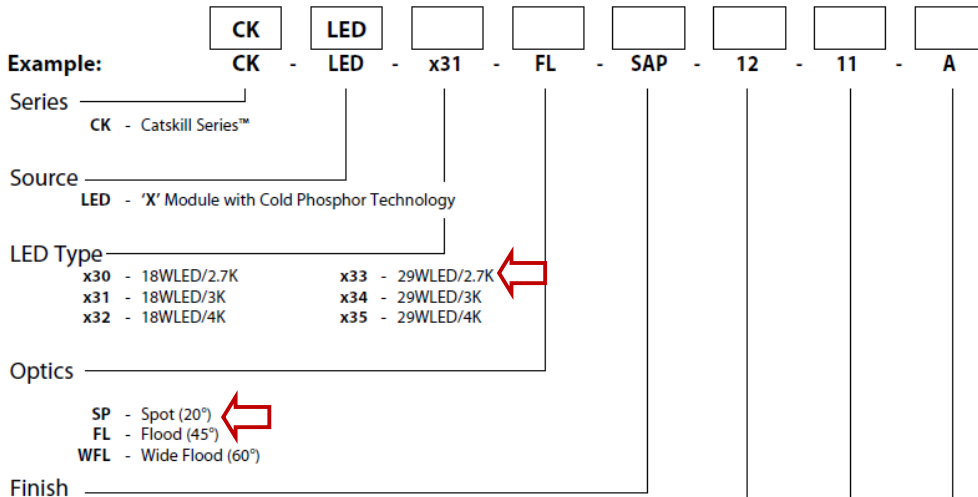 CK LED
Example: CK - LED - x31 - FL - SAP - 12 - 11 - A
Series
CK - Catskill Series™
Source
LED - ‘X’ Module with Cold Phosphor Technology
LED Type
x30 - 18WLED/2.7K x33 - 29WLED/2.7K
x31 - 18WLED/3K x34 - 29WLED/3K
x32 - 18WLED/4K x35 - 29WLED/4K
Optics
SP - Spot (20°)
FL - Flood (45°)
WFL - Wide Flood (60°)
Finish